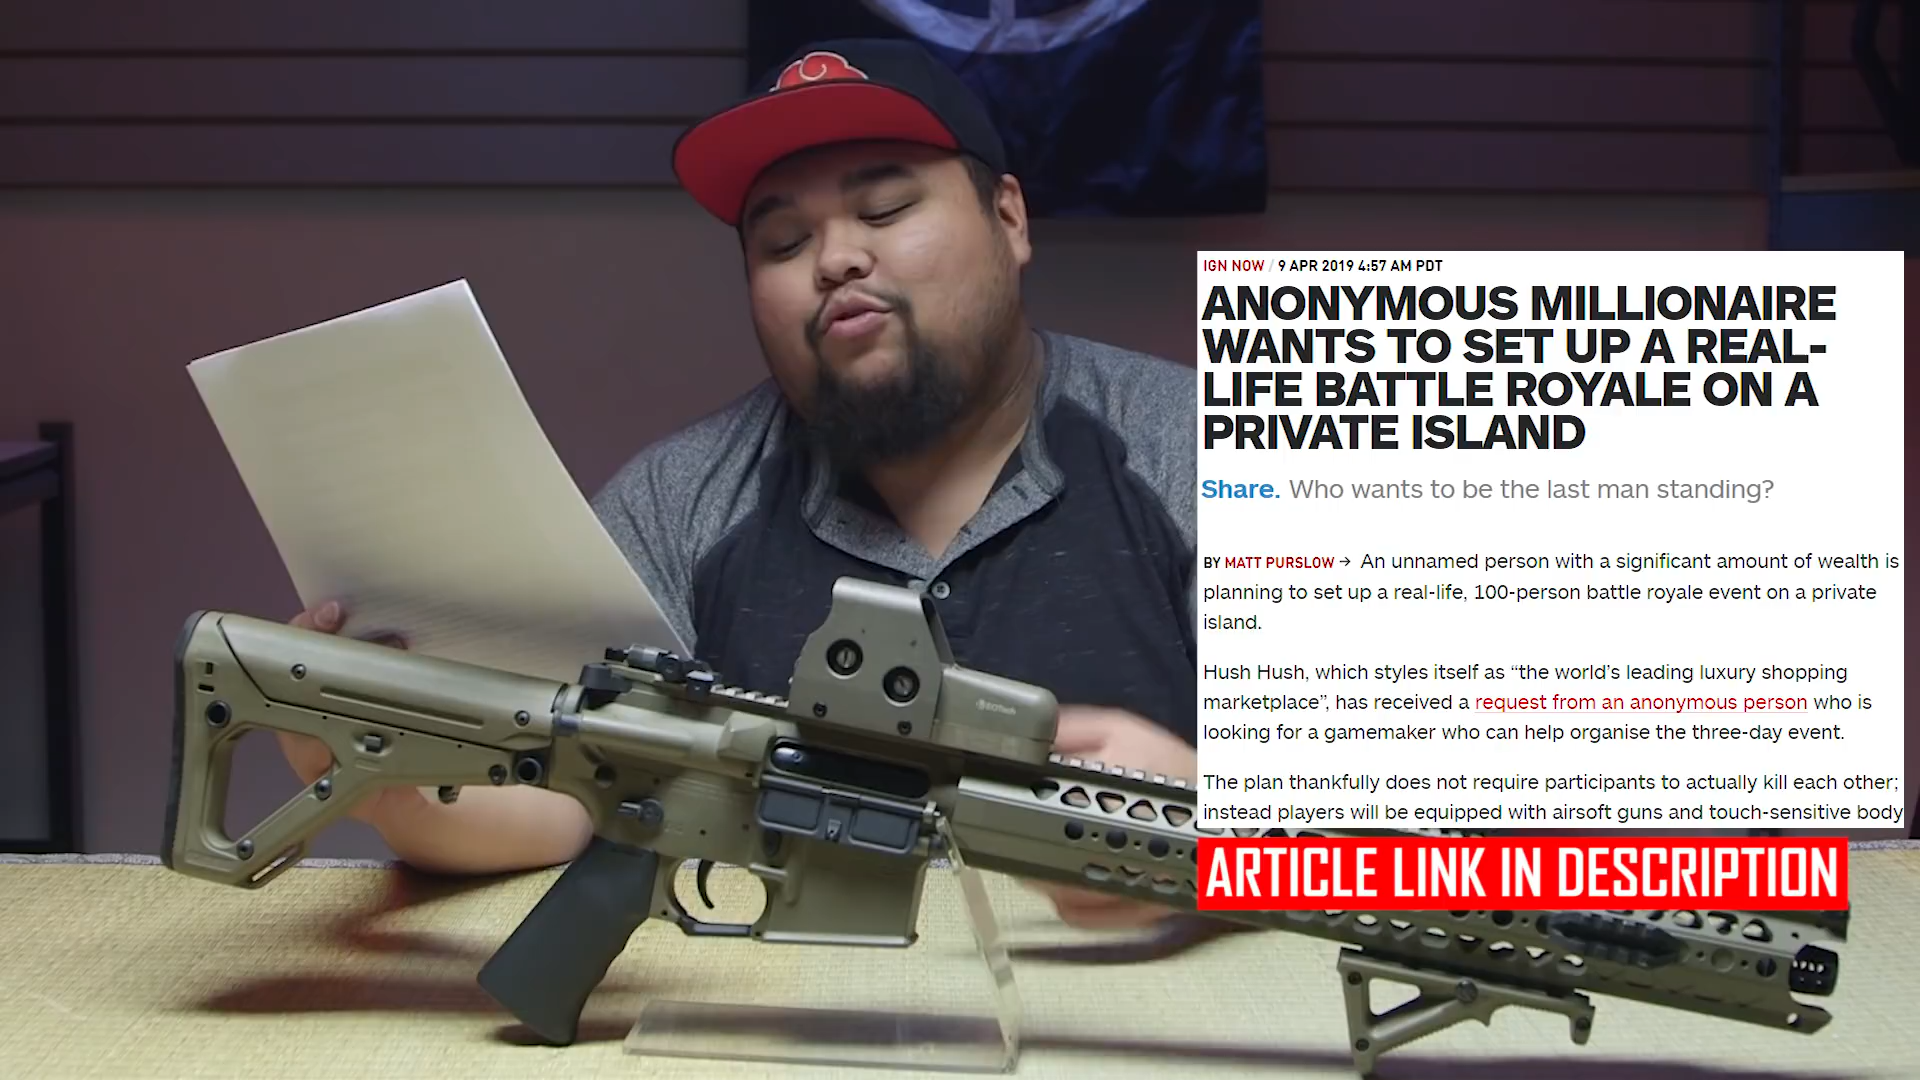 IGN NOW / 9 APR 2019 4:57 AM PDT
ANONYMOUS MILLIONAIRE
WANTS TO SET UP A REAL-
LIFE BATTLE ROYALE ON A
PRIVATE ISLAND
Share. Who wants to be the last man standing?
BY MATT PURSLOW → An unnamed person with a significant amount of wealth is
planning to set up a real-life, 100-person battle royale event on a private
island.
Hush Hush, which styles itself as “the world’s leading luxury shopping
marketplace”, has received a request from an anonymous person who is
looking for a gamemaker who can help organise the three-day event.
The plan thankfully does not require participants to actually kill each other;
instead players will be equipped with airsoft guns and touch-sensitive body
ARTICLE LINK IN DESCRIPTION
EOTech